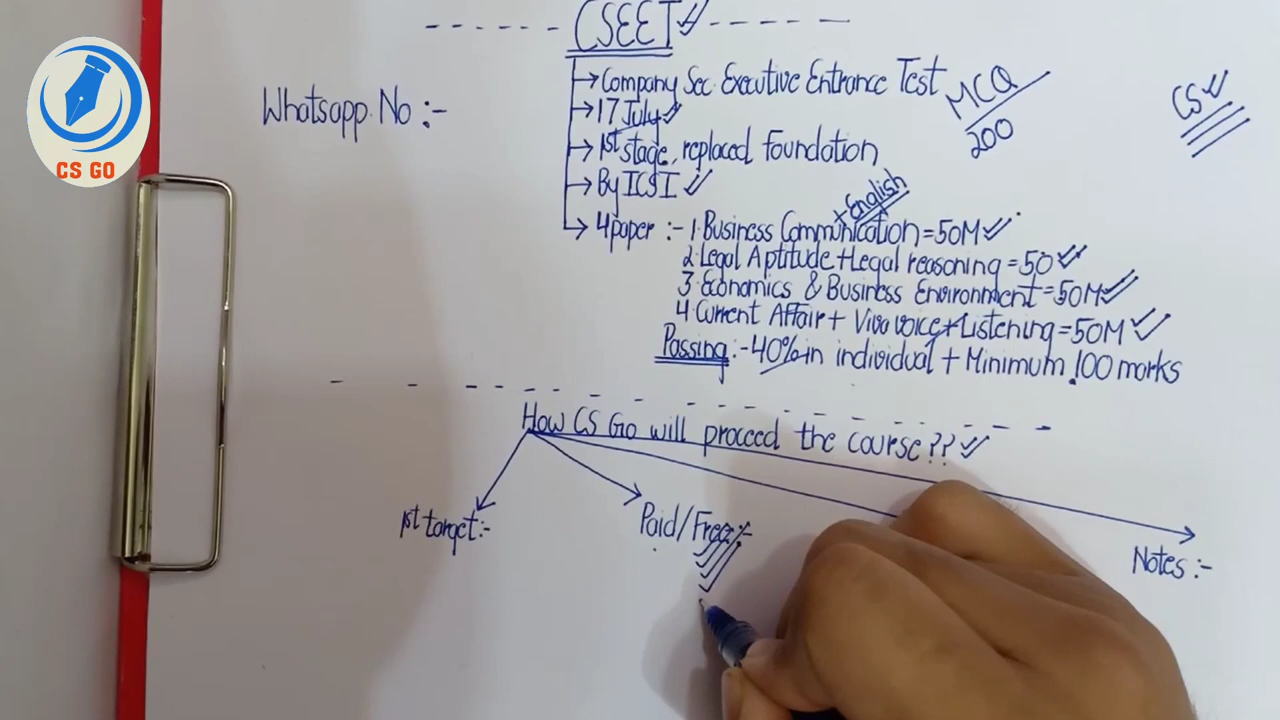 CSEET
Whatsapp No :-
→ Company Sec. Executive Entrance Test
MCQ
200
CS
→ 17 July
→ 1st stage, replaced Foundation
→ By ICSI
→ 4 paper :- 1. Business Communication + English = 50M
2. Legal Aptitude + Legal reasoning = 50
3. Economics & Business Environment = 50M
4. Current Affair + Viva voice + Listening = 50M
Passing :- 40% in individual + Minimum 100 marks
How CS Go will proceed the course??
1st target :-
Paid/Free :-
Notes :-
CS GO